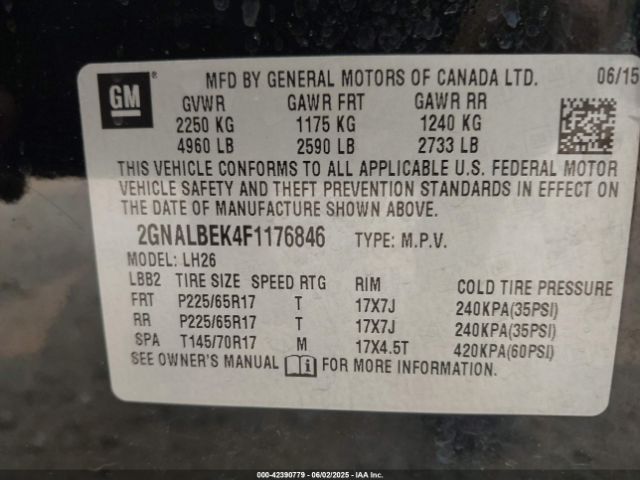 GM ®
MFD BY GENERAL MOTORS OF CANADA LTD. 06/15
GVWR GAWR FRT GAWR RR
2250 KG 1175 KG 1240 KG
4960 LB 2590 LB 2733 LB
THIS VEHICLE CONFORMS TO ALL APPLICABLE U.S. FEDERAL MOTOR
VEHICLE SAFETY AND THEFT PREVENTION STANDARDS IN EFFECT ON
THE DATE OF MANUFACTURE SHOWN ABOVE.
2GNALBEK4F1176846 TYPE: M.P.V.
MODEL: LH26
LBB2 TIRE SIZE SPEED RTG RIM COLD TIRE PRESSURE
FRT P225/65R17 T 17X7J 240KPA(35PSI)
RR P225/65R17 T 17X7J 240KPA(35PSI)
SPA T145/70R17 M 17X4.5T 420KPA(60PSI)
SEE OWNER'S MANUAL i FOR MORE INFORMATION.
000-42390779 - 06/02/2025 - IAA Inc.